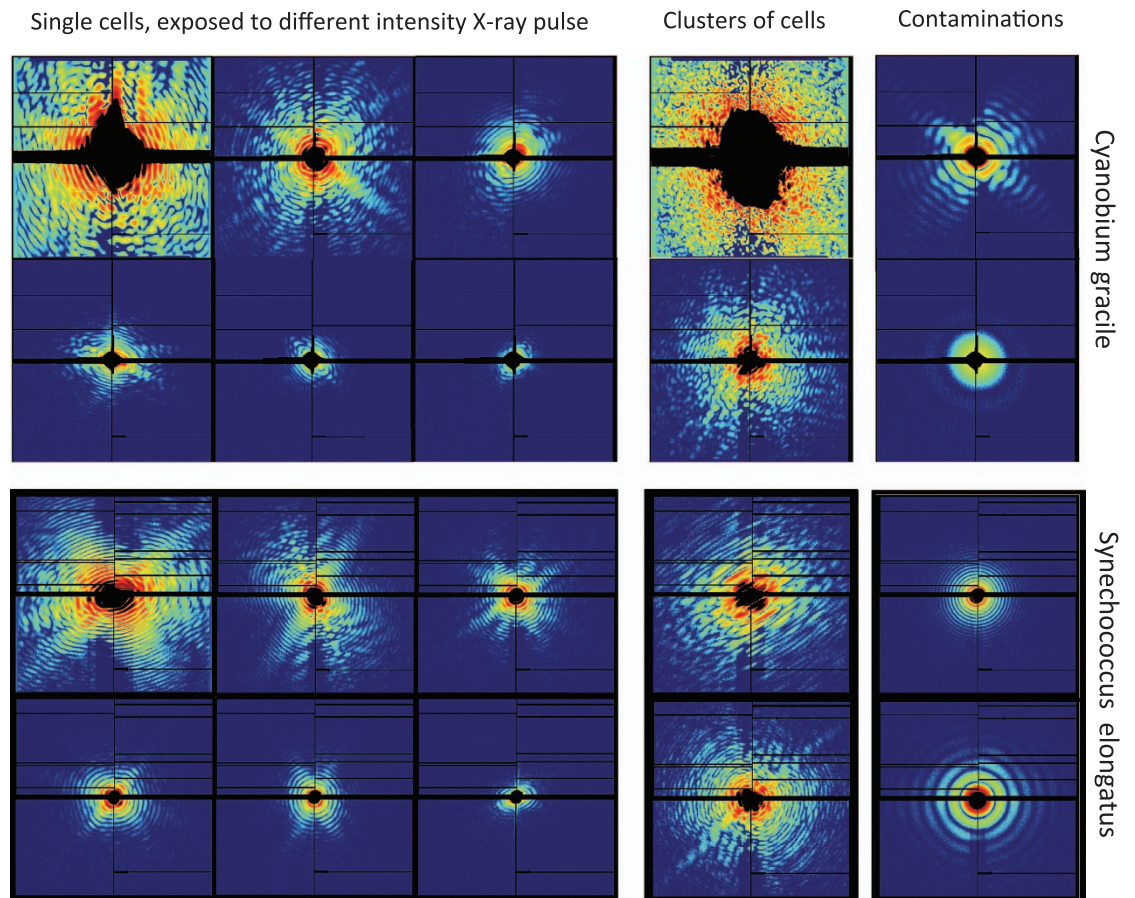 Single cells, exposed to different intensity X-ray pulse
Clusters of cells
Contaminations
Cyanobium gracile
Synechococcus elongatus